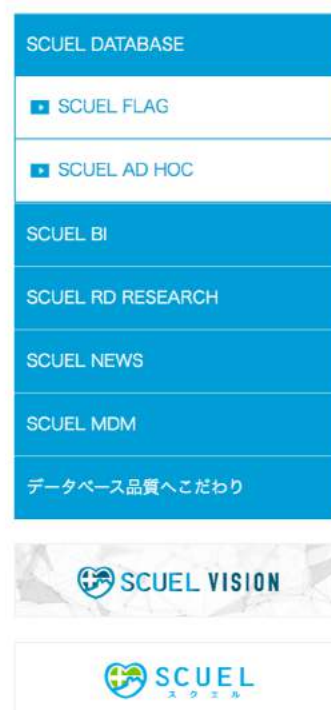 SCUEL DATABASE
SCUEL FLAG
SCUEL AD HOC
SCUEL BI
SCUEL RD RESEARCH
SCUEL NEWS
SCUEL MDM
データベース品質へこだわり
SCUEL VISION
SCUEL
スクエル